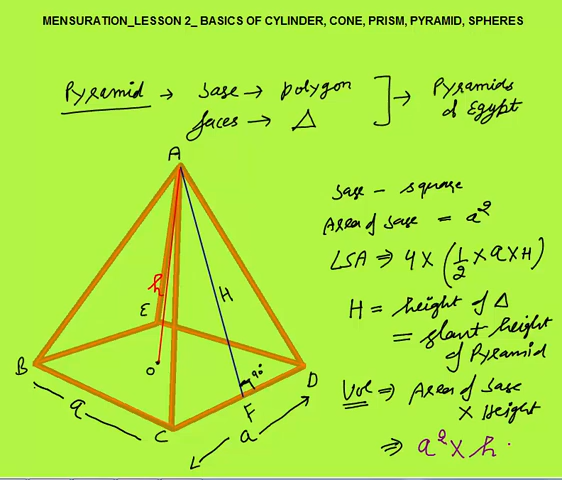 MENSURATION_LESSON 2_ BASICS OF CYLINDER, CONE, PRISM, PYRAMID, SPHERES
Pyramid → Base → polygon ] → Pyramids
faces → Δ of Egypt
A
Base - square
Area of Base = a²
LSA ⇒ 4 × (½ × a × H)
h
H
E
H = height of Δ
= slant height
of Pyramid
B
O
90°
D
Vol ⇒ Area of Base
× Height
a
F
C
a
⇒ a² × h.